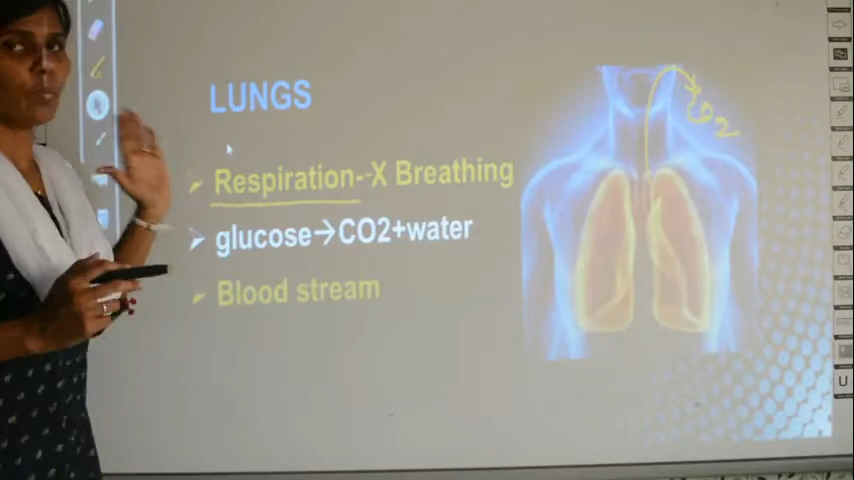 LUNGS
Respiration--X Breathing
glucose→CO2+water
Blood stream
CO2
U